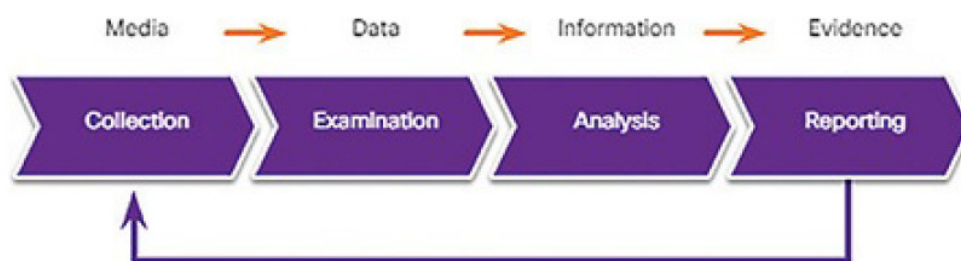 Media Data Information Evidence
Collection Examination Analysis Reporting